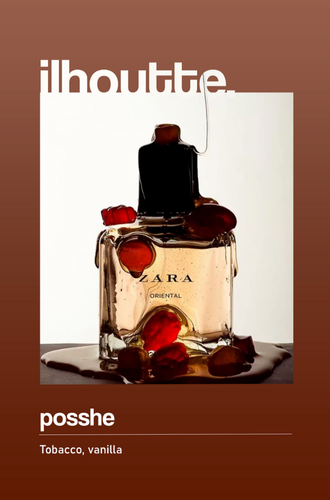 ilhoutte.
ZARA
ORIENTAL
posshe
Tobacco, vanilla